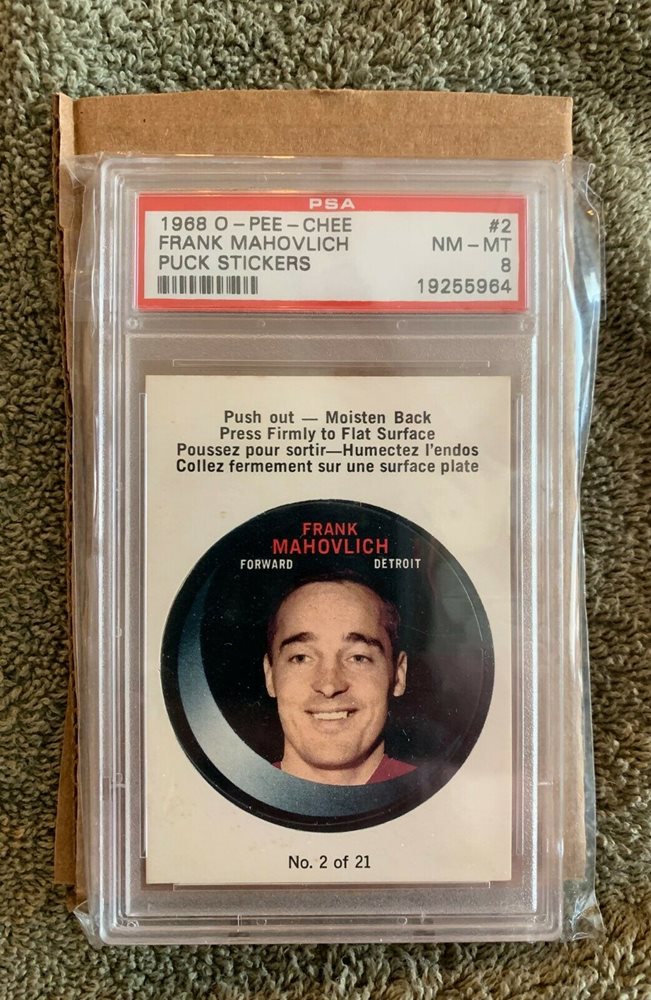 PSA
1968 O-PEE-CHEE #2
FRANK MAHOVLICH NM-MT
PUCK STICKERS 8
19255964
Push out — Moisten Back
Press Firmly to Flat Surface
Poussez pour sortir—Humectez l'endos
Collez fermement sur une surface plate
FRANK
MAHOVLICH
FORWARD DETROIT
No. 2 of 21